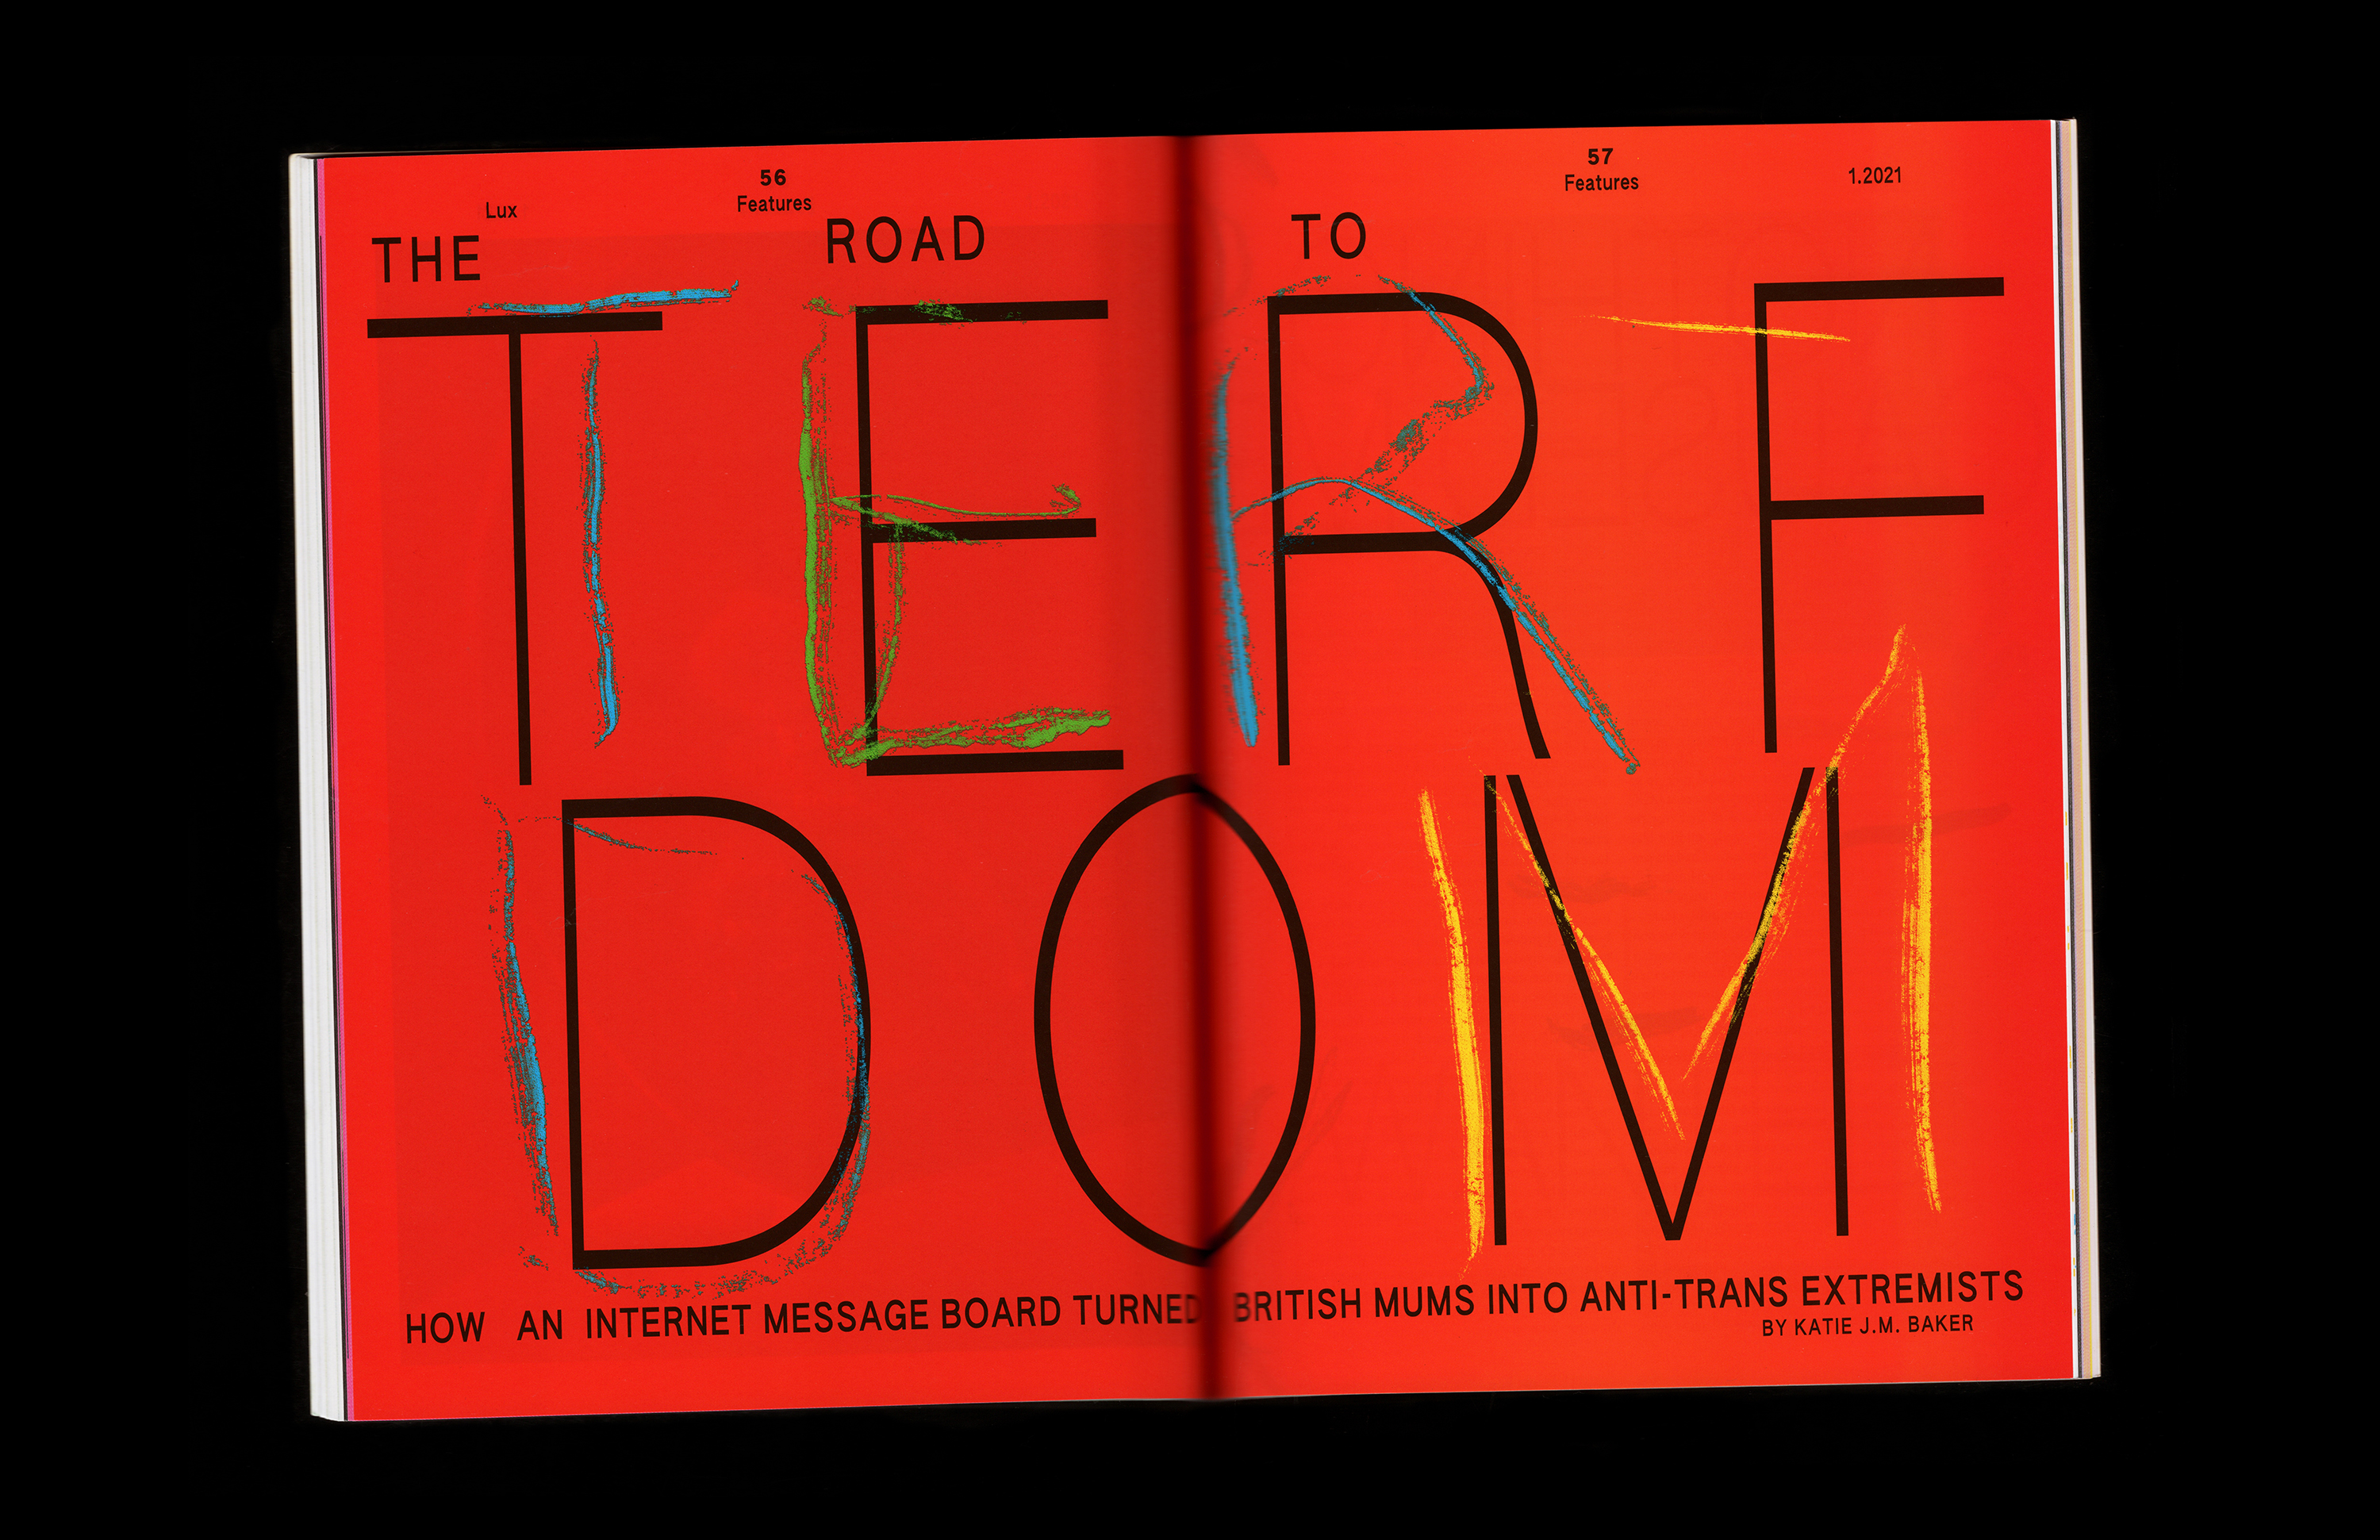 Lux
56
Features
57
Features
1.2021
THE ROAD TO
TERF
DOM
HOW AN INTERNET MESSAGE BOARD TURNED BRITISH MUMS INTO ANTI-TRANS EXTREMISTS
BY KATIE J.M. BAKER